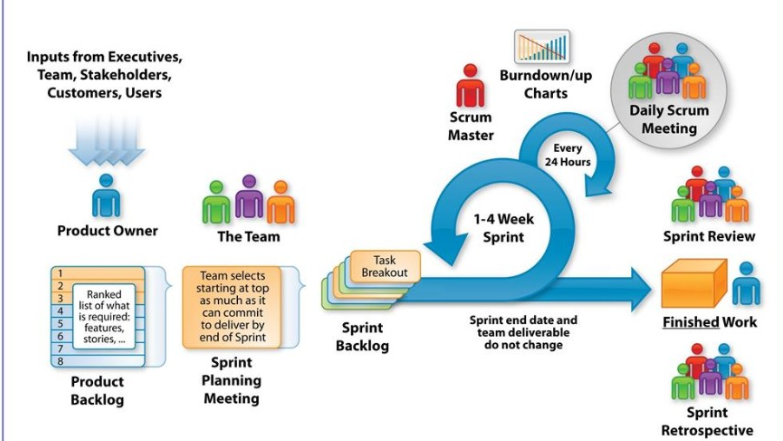 Inputs from Executives,
Team, Stakeholders,
Customers, Users
Product Owner
The Team
1
2
3
4
5
6
7
8
Ranked
list of what
is required:
features,
stories, ...
Product
Backlog
Team selects
starting at top
as much as it
can commit
to deliver by
end of Sprint
Sprint
Planning
Meeting
Task
Breakout
Sprint
Backlog
Scrum
Master
Burndown/up
Charts
1-4 Week
Sprint
Every
24 Hours
Daily Scrum
Meeting
Sprint end date and
team deliverable
do not change
Sprint Review
Finished Work
Sprint
Retrospective